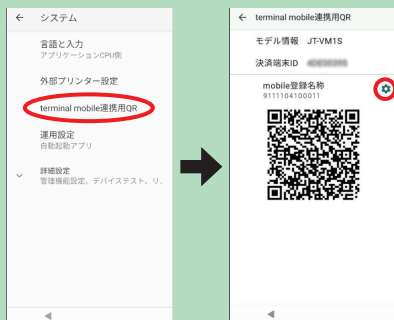 ← システム
言語と入力
アプリケーションCPU側
外部プリンター設定
terminal mobile連携用QR
運用設定
自動起動アプリ
詳細設定
管理機能設定、デバイステスト、リ..
← terminal mobile連携用QR
モデル情報 JT-VM1S
決済端末ID
mobile登録名称
9111104100011